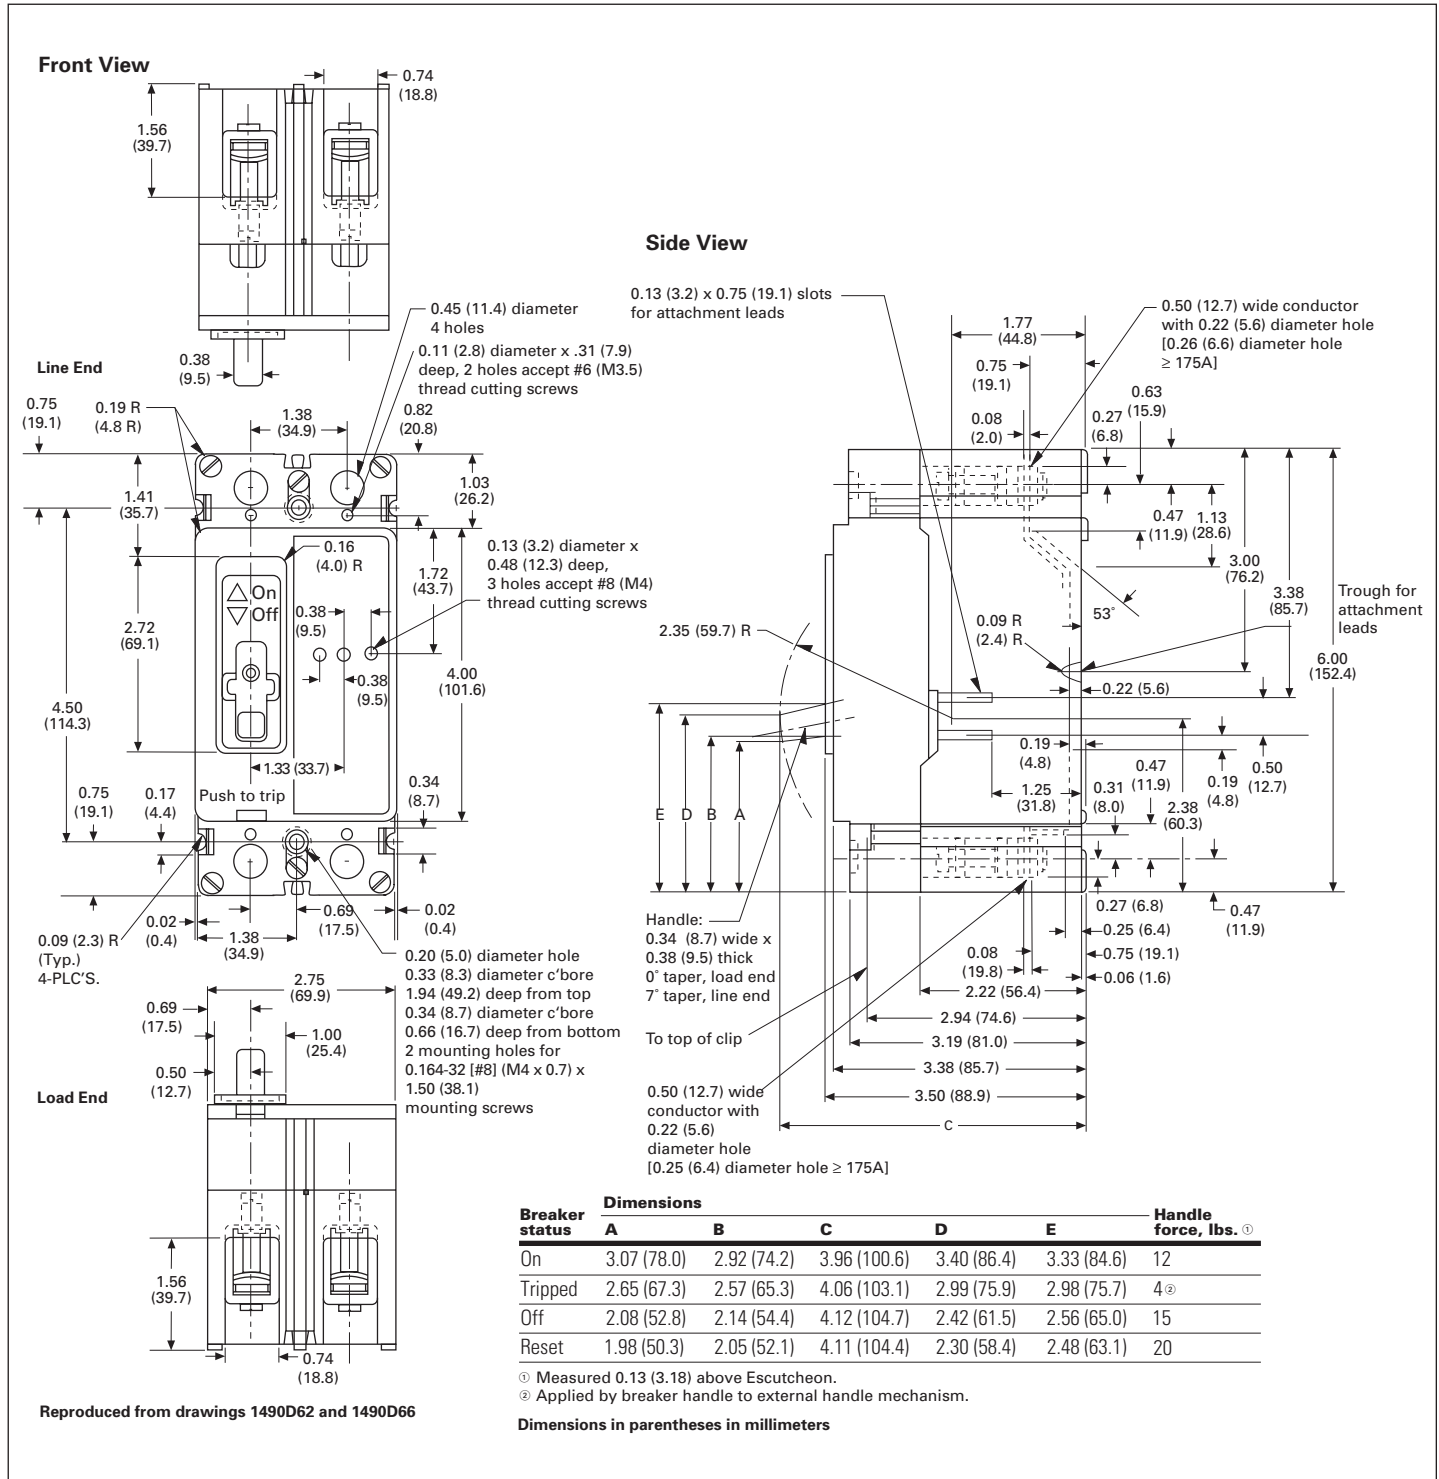 Front View
0.74
(18.8)
1.56
(39.7)
0.38
(9.5)
Line End
0.45 (11.4) diameter
4 holes
0.11 (2.8) diameter x .31 (7.9)
deep, 2 holes accept #6 (M3.5)
thread cutting screws
0.75
(19.1)
0.19 R
(4.8 R)
1.38
(34.9)
0.82
(20.8)
1.41
(35.7)
1.03
(26.2)
0.16
(4.0) R
0.13 (3.2) diameter x
0.48 (12.3) deep,
3 holes accept #8 (M4)
thread cutting screws
1.72
(43.7)
△ On
▽ Off
0.38
(9.5)
2.72
(69.1)
0.38
(9.5)
4.00
(101.6)
4.50
(114.3)
1.33 (33.7)
Push to trip
0.75
(19.1)
0.17
(4.4)
0.34
(8.7)
0.02
(0.4)
0.69
(17.5)
0.02
(0.4)
1.38
(34.9)
0.09 (2.3) R
(Typ.)
4-PLC'S.
0.20 (5.0) diameter hole
0.33 (8.3) diameter c'bore
1.94 (49.2) deep from top
0.34 (8.7) diameter c'bore
0.66 (16.7) deep from bottom
2 mounting holes for
0.164-32 [#8] (M4 x 0.7) x
1.50 (38.1)
mounting screws
2.75
(69.9)
0.69
(17.5)
1.00
(25.4)
0.50
(12.7)
Load End
1.56
(39.7)
0.74
(18.8)
Reproduced from drawings 1490D62 and 1490D66
Side View
0.13 (3.2) x 0.75 (19.1) slots
for attachment leads
1.77
(44.8)
0.50 (12.7) wide conductor
with 0.22 (5.6) diameter hole
[0.26 (6.6) diameter hole
≥ 175A]
0.75
(19.1)
0.63
(15.9)
0.08
(2.0)
0.27
(6.8)
0.47
(11.9)
1.13
(28.6)
3.00
(76.2)
3.38
(85.7)
Trough for
attachment
leads
53°
0.09 R
(2.4) R
2.35 (59.7) R
6.00
(152.4)
0.22 (5.6)
0.19
(4.8)
0.47
(11.9)
0.19
(4.8)
0.50
(12.7)
1.25
(31.8)
0.31
(8.0)
2.38
(60.3)
E D B A
0.27 (6.8)
0.47
(11.9)
0.25 (6.4)
0.08
(19.8)
0.75 (19.1)
0.06 (1.6)
Handle:
0.34 (8.7) wide x
0.38 (9.5) thick
0° taper, load end
7° taper, line end
2.22 (56.4)
2.94 (74.6)
To top of clip
3.19 (81.0)
3.38 (85.7)
3.50 (88.9)
C
0.50 (12.7) wide
conductor with
0.22 (5.6)
diameter hole
[0.25 (6.4) diameter hole ≥ 175A]
Dimensions
Breaker status A B C D E Handle force, lbs. ①
On 3.07 (78.0) 2.92 (74.2) 3.96 (100.6) 3.40 (86.4) 3.33 (84.6) 12
Tripped 2.65 (67.3) 2.57 (65.3) 4.06 (103.1) 2.99 (75.9) 2.98 (75.7) 4②
Off 2.08 (52.8) 2.14 (54.4) 4.12 (104.7) 2.42 (61.5) 2.56 (65.0) 15
Reset 1.98 (50.3) 2.05 (52.1) 4.11 (104.4) 2.30 (58.4) 2.48 (63.1) 20
① Measured 0.13 (3.18) above Escutcheon.
② Applied by breaker handle to external handle mechanism.
Dimensions in parentheses in millimeters